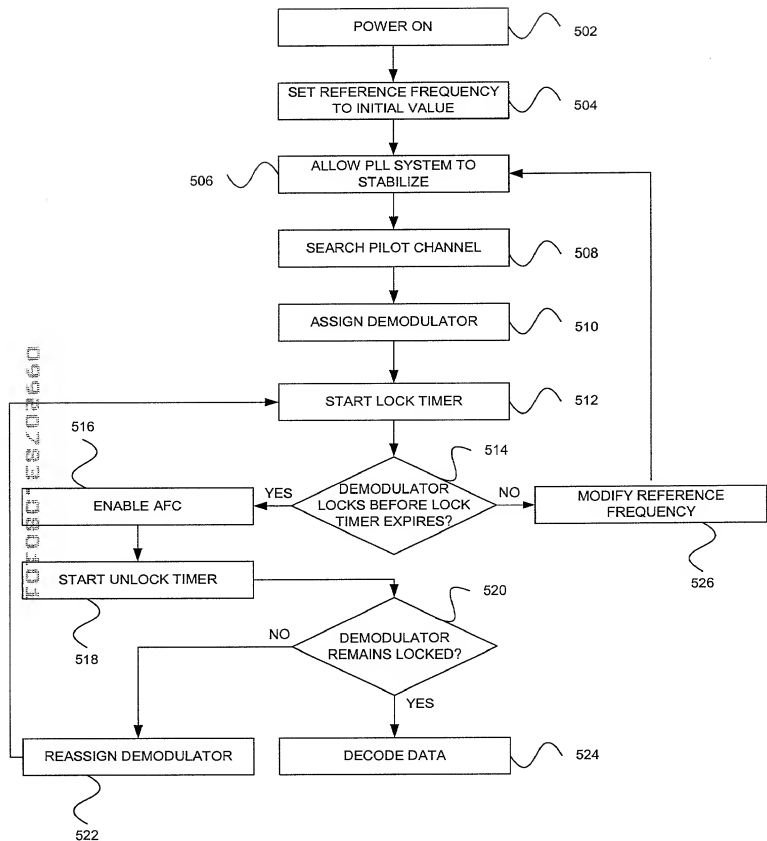 POWER ON
502
SET REFERENCE FREQUENCY
TO INITIAL VALUE
504
ALLOW PLL SYSTEM TO
STABILIZE
506
SEARCH PILOT CHANNEL
508
ASSIGN DEMODULATOR
510
START LOCK TIMER
512
514
DEMODULATOR
LOCKS BEFORE LOCK
TIMER EXPIRES?
YES
NO
516
ENABLE AFC
MODIFY REFERENCE
FREQUENCY
526
START UNLOCK TIMER
518
520
DEMODULATOR
REMAINS LOCKED?
NO
YES
REASSIGN DEMODULATOR
522
DECODE DATA
524